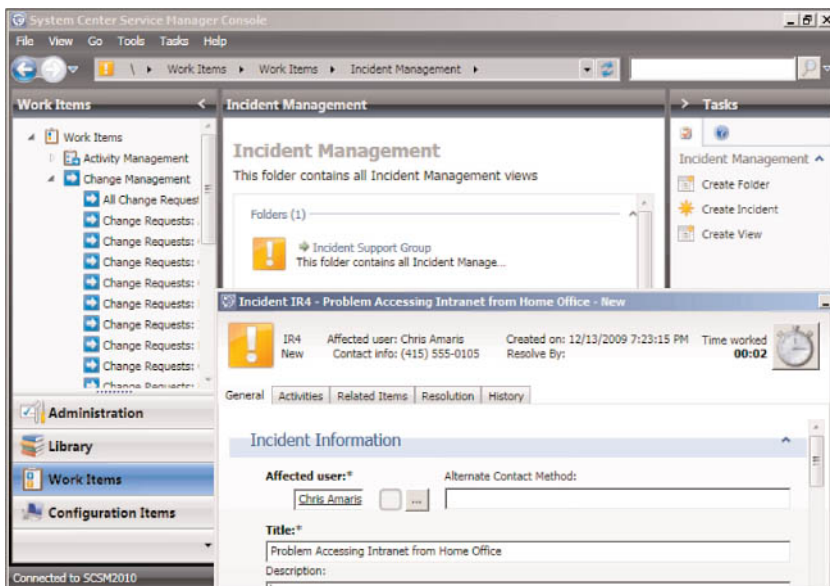 System Center Service Manager Console
File View Go Tools Tasks Help
\ Work Items Work Items Incident Management
Work Items <
Work Items
Activity Management
Change Management
All Change Request
Change Requests:
Change Requests:
Change Requests:
Change Requests:
Change Requests:
Change Requests:
Change Requests:
Change Requests:
Change Requests:
Administration
Library
Work Items
Configuration Items
Connected to SCSM2010
Incident Management
Incident Management
This folder contains all Incident Management views
Folders (1)
Incident Support Group
This folder contains all Incident Manage...
> Tasks
Incident Management
Create Folder
Create Incident
Create View
Incident IR4 - Problem Accessing Intranet from Home Office - New
IR4 Affected user: Chris Amaris Created on: 12/13/2009 7:23:15 PM Time worked
New Contact info: (415) 555-0105 Resolve By: 00:02
General Activities Related Items Resolution History
Incident Information
Affected user:* Alternate Contact Method:
Chris Amaris ...
Title:*
Problem Accessing Intranet from Home Office
Description: